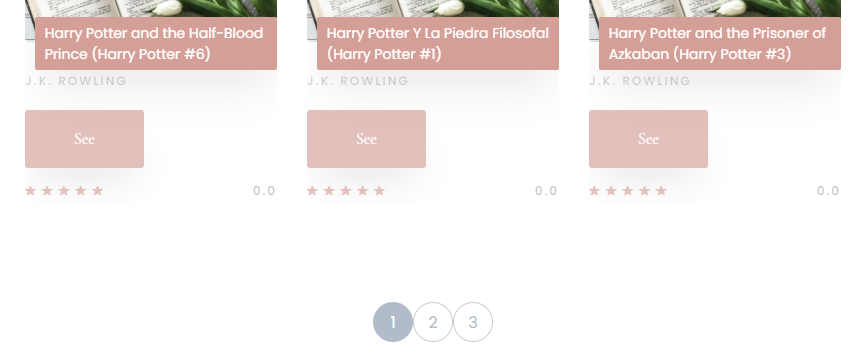 Harry Potter and the Half-Blood
Prince (Harry Potter #6)
J.K. ROWLING
See
0.0
Harry Potter Y La Piedra Filosofal
(Harry Potter #1)
J.K. ROWLING
See
0.0
Harry Potter and the Prisoner of
Azkaban (Harry Potter #3)
J.K. ROWLING
See
0.0
1 2 3